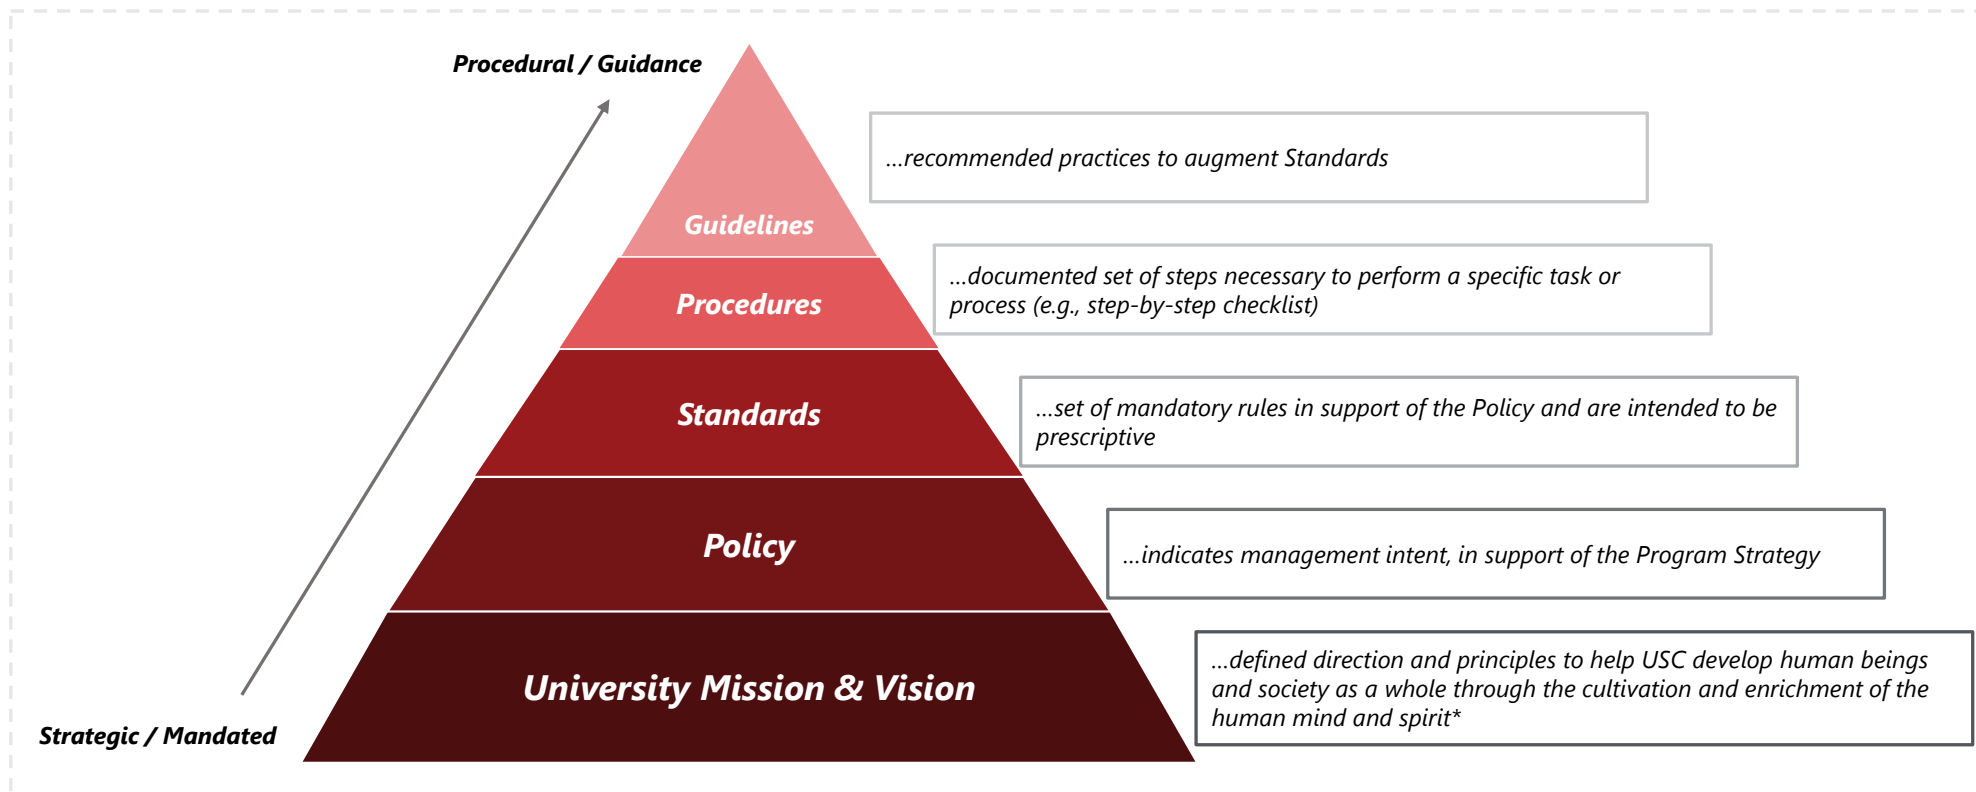 Procedural / Guidance
...recommended practices to augment Standards
Guidelines
...documented set of steps necessary to perform a specific task or
process (e.g., step-by-step checklist)
Procedures
...set of mandatory rules in support of the Policy and are intended to be
prescriptive
Standards
...indicates management intent, in support of the Program Strategy
Policy
...defined direction and principles to help USC develop human beings
and society as a whole through the cultivation and enrichment of the
human mind and spirit*
University Mission & Vision
Strategic / Mandated